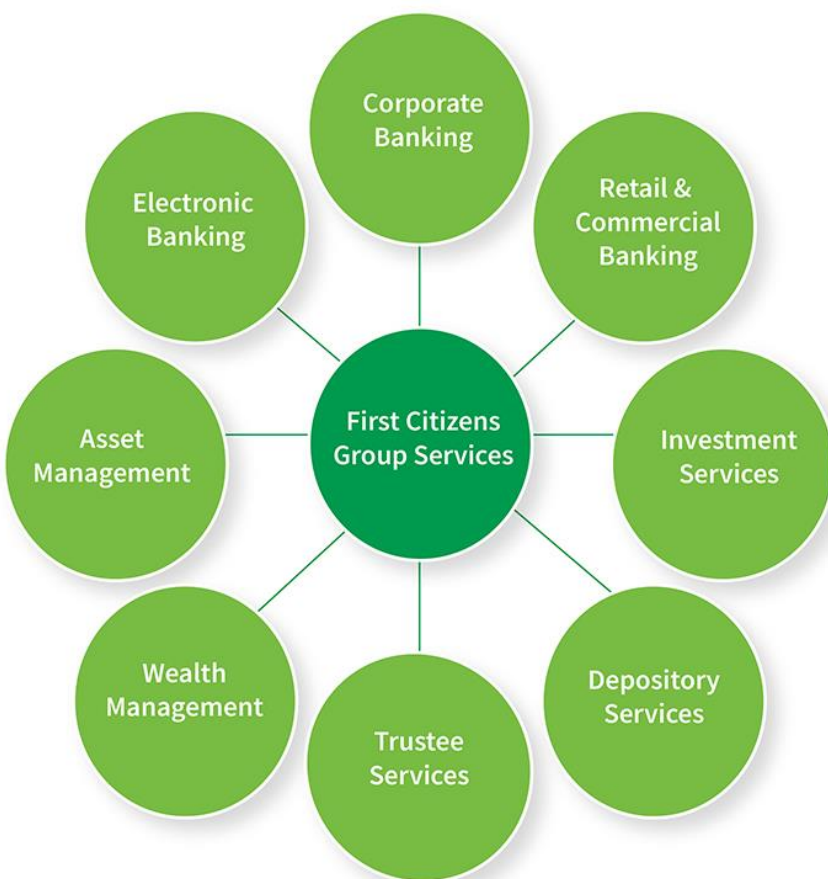 Corporate
Banking
Retail &
Commercial
Banking
Investment
Services
Depository
Services
Trustee
Services
Wealth
Management
Asset
Management
Electronic
Banking
First Citizens
Group Services